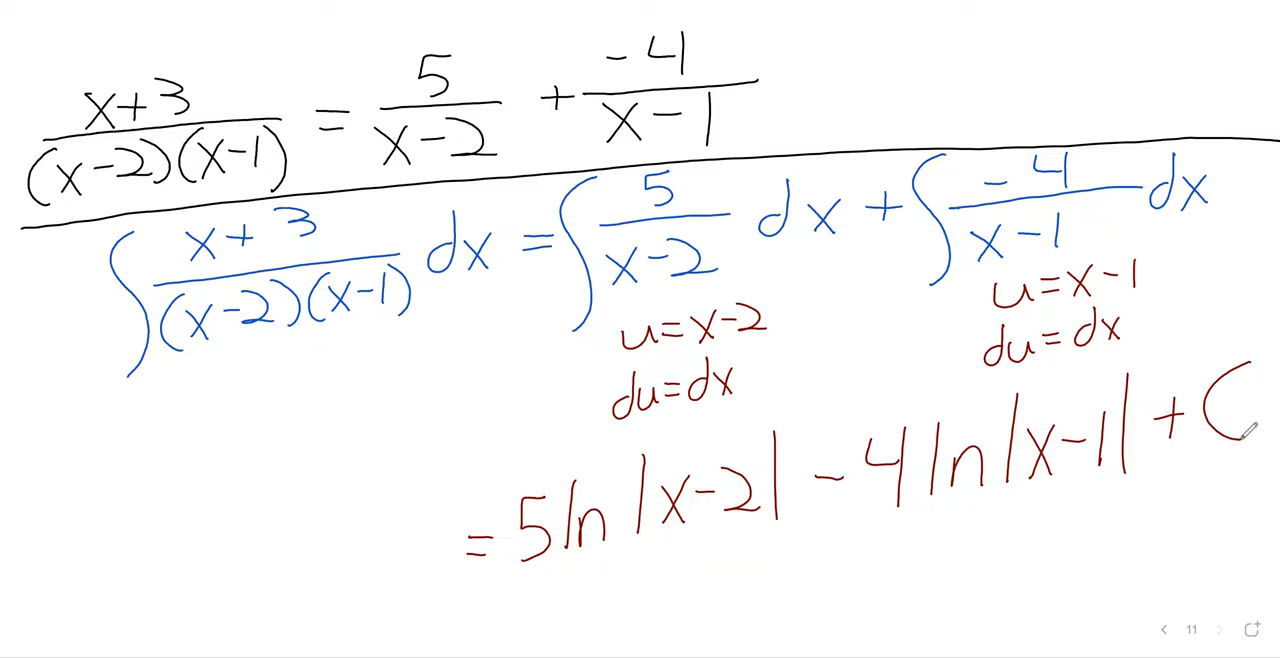 (x+3)/((x-2)(x-1)) = 5/(x-2) + -4/(x-1)
∫ (x+3)/((x-2)(x-1)) dx = ∫ 5/(x-2) dx + ∫ -4/(x-1) dx
u=x-2
du=dx
u=x-1
du=dx
= 5ln|x-2| - 4ln|x-1| + C
< 11 >